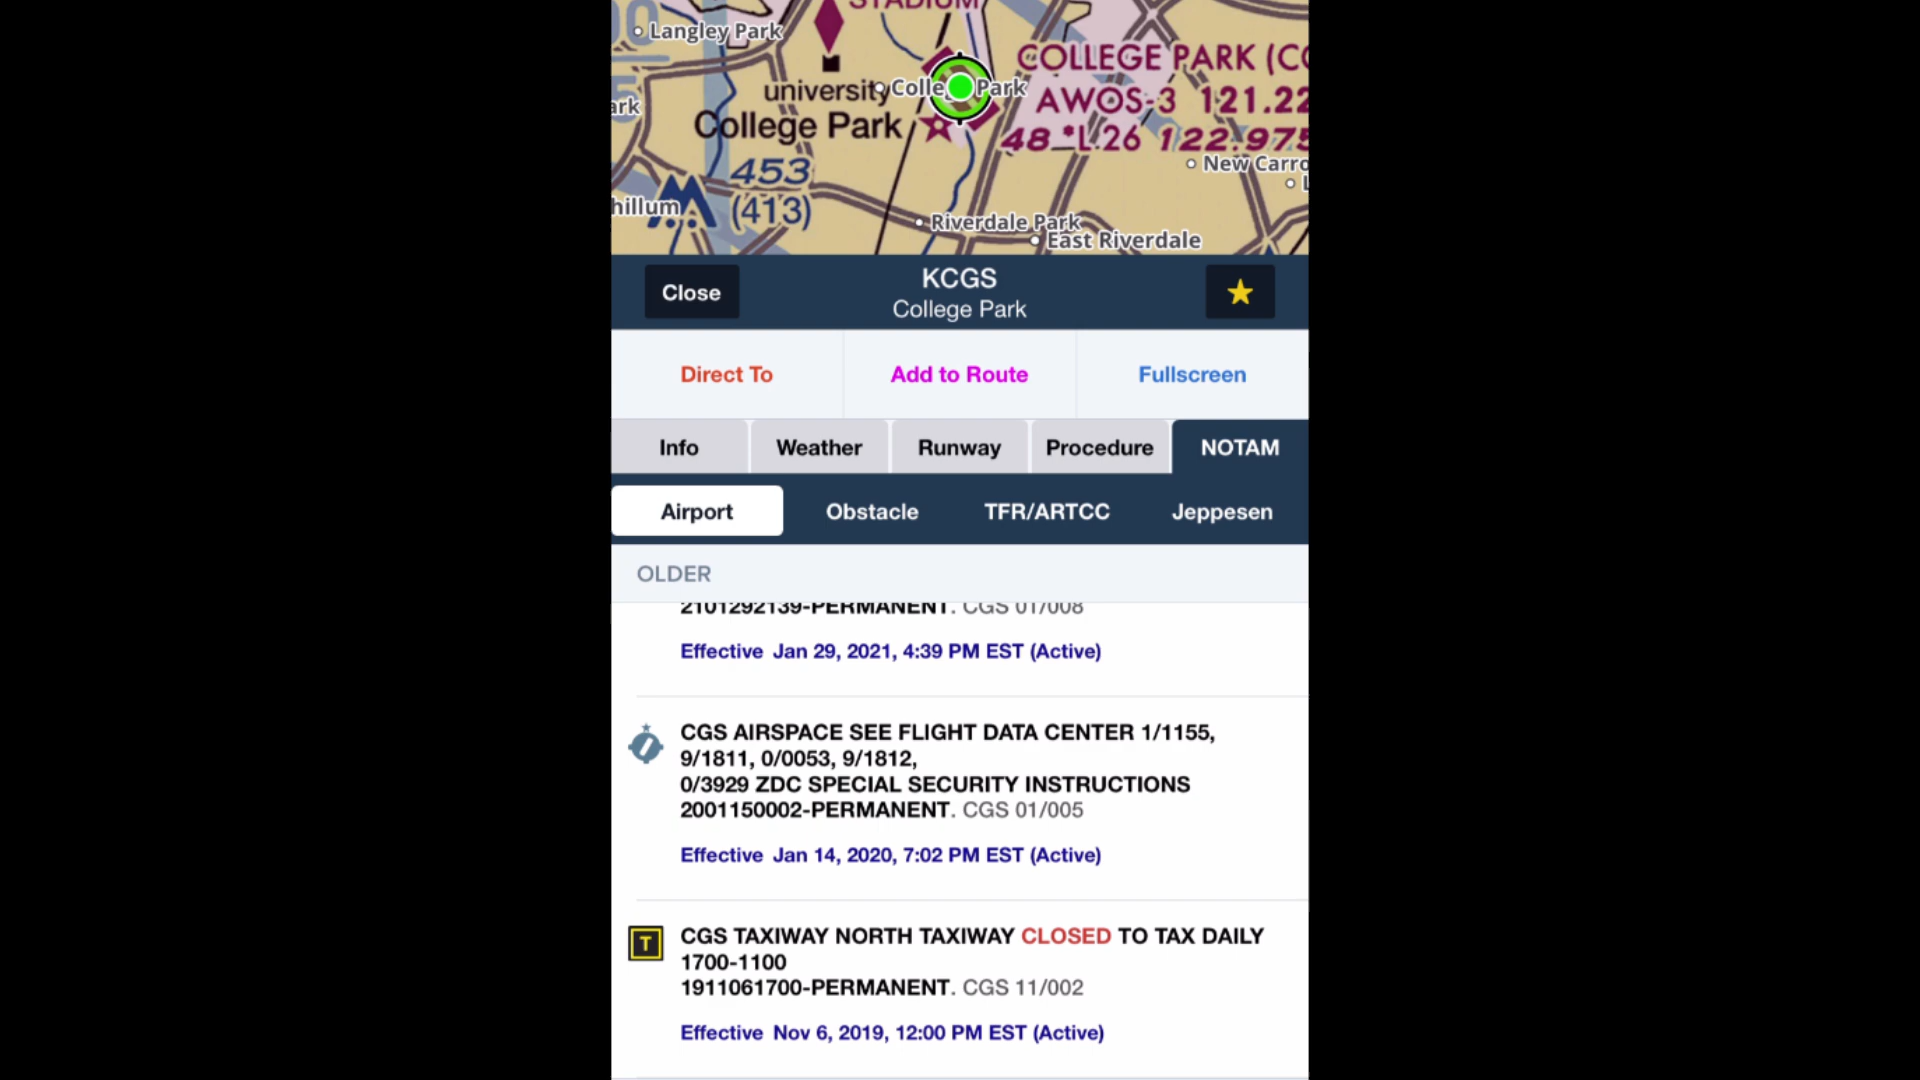 STADIUM
Langley Park
COLLEGE PARK (CG
university
College Park
AWOS-3 121.22
ark
College Park
48 *L 26 122.975
453
New Carro
(413)
hillum
Riverdale Park
East Riverdale
Close
KCGS
College Park
Direct To
Add to Route
Fullscreen
Info
Weather
Runway
Procedure
NOTAM
Airport
Obstacle
TFR/ARTCC
Jeppesen
OLDER
2101292139-PERMANENT. CGS 01/008
Effective Jan 29, 2021, 4:39 PM EST (Active)
CGS AIRSPACE SEE FLIGHT DATA CENTER 1/1155,
9/1811, 0/0053, 9/1812,
0/3929 ZDC SPECIAL SECURITY INSTRUCTIONS
2001150002-PERMANENT. CGS 01/005
Effective Jan 14, 2020, 7:02 PM EST (Active)
T
CGS TAXIWAY NORTH TAXIWAY CLOSED TO TAX DAILY
1700-1100
1911061700-PERMANENT. CGS 11/002
Effective Nov 6, 2019, 12:00 PM EST (Active)